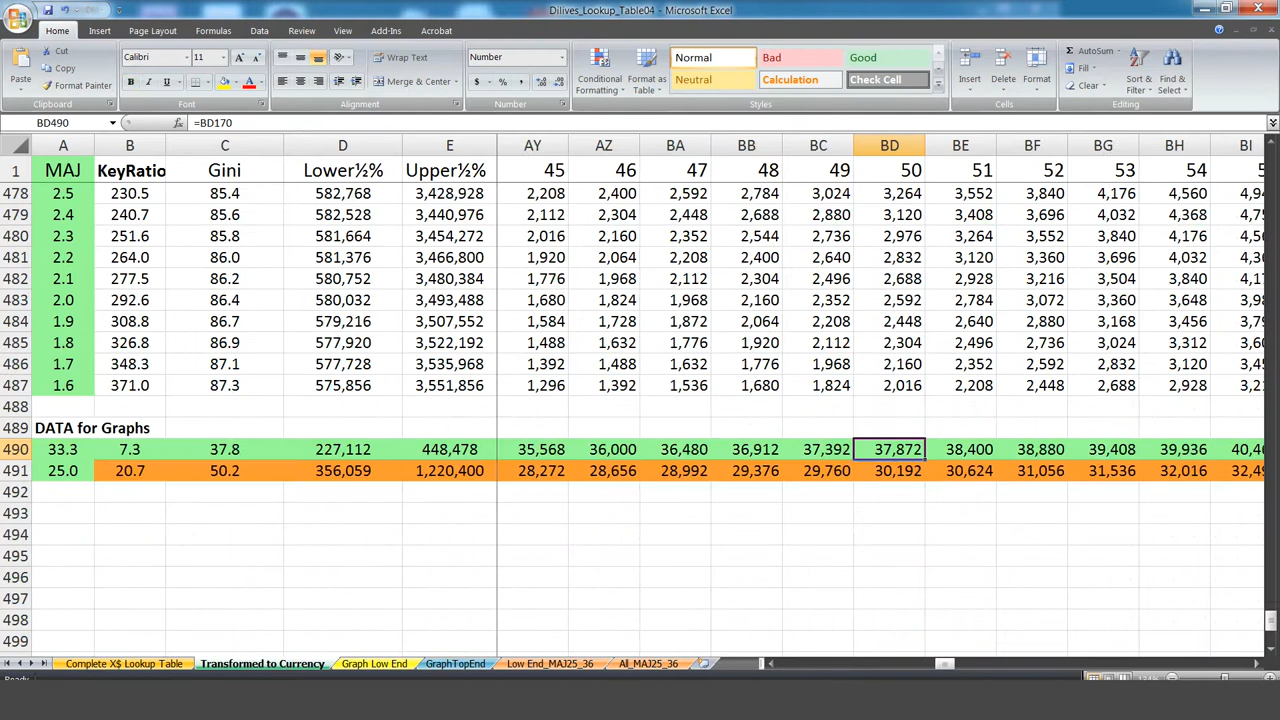 Dilives_Lookup_Table04 - Microsoft Excel
Home Insert Page Layout Formulas Data Review View Add-Ins Acrobat
Paste Cut Copy Format Painter Clipboard
Calibri 11 A A B I U A Font
Wrap Text Merge & Center Alignment
Number $ % , Number
Conditional Formatting Format as Table Normal Bad Good Neutral Calculation Check Cell Styles
Insert Delete Format Cells
AutoSum Fill Clear Sort & Filter Find & Select Editing
BD490 fx =BD170
A B C D E AY AZ BA BB BC BD BE BF BG BH BI
1 MAJ KeyRatio Gini Lower½% Upper½% 45 46 47 48 49 50 51 52 53 54
478 2.5 230.5 85.4 582,768 3,428,928 2,208 2,400 2,592 2,784 3,024 3,264 3,552 3,840 4,176 4,560
479 2.4 240.7 85.6 582,528 3,440,976 2,112 2,304 2,448 2,688 2,880 3,120 3,408 3,696 4,032 4,368
480 2.3 251.6 85.8 581,664 3,454,272 2,016 2,160 2,352 2,544 2,736 2,976 3,264 3,552 3,840 4,176
481 2.2 264.0 86.0 581,376 3,466,800 1,920 2,064 2,208 2,400 2,640 2,832 3,120 3,360 3,696 4,032
482 2.1 277.5 86.2 580,752 3,480,384 1,776 1,968 2,112 2,304 2,496 2,688 2,928 3,216 3,504 3,840
483 2.0 292.6 86.4 580,032 3,493,488 1,680 1,824 1,968 2,160 2,352 2,592 2,784 3,072 3,360 3,648
484 1.9 308.8 86.7 579,216 3,507,552 1,584 1,728 1,872 2,064 2,208 2,448 2,640 2,880 3,168 3,456
485 1.8 326.8 86.9 577,920 3,522,192 1,488 1,632 1,776 1,920 2,112 2,304 2,496 2,736 3,024 3,312
486 1.7 348.3 87.1 577,728 3,535,968 1,392 1,488 1,632 1,776 1,968 2,160 2,352 2,592 2,832 3,120
487 1.6 371.0 87.3 575,856 3,551,856 1,296 1,392 1,536 1,680 1,824 2,016 2,208 2,448 2,688 2,928
488
489 DATA for Graphs
490 33.3 7.3 37.8 227,112 448,478 35,568 36,000 36,480 36,912 37,392 37,872 38,400 38,880 39,408 39,936
491 25.0 20.7 50.2 356,059 1,220,400 28,272 28,656 28,992 29,376 29,760 30,192 30,624 31,056 31,536 32,016
492
493
494
495
496
497
498
499
Complete X$ Lookup Table Transformed to Currency Graph Low End GraphTopEnd Low End_MAJ25_36 All_MAJ25_36
Ready